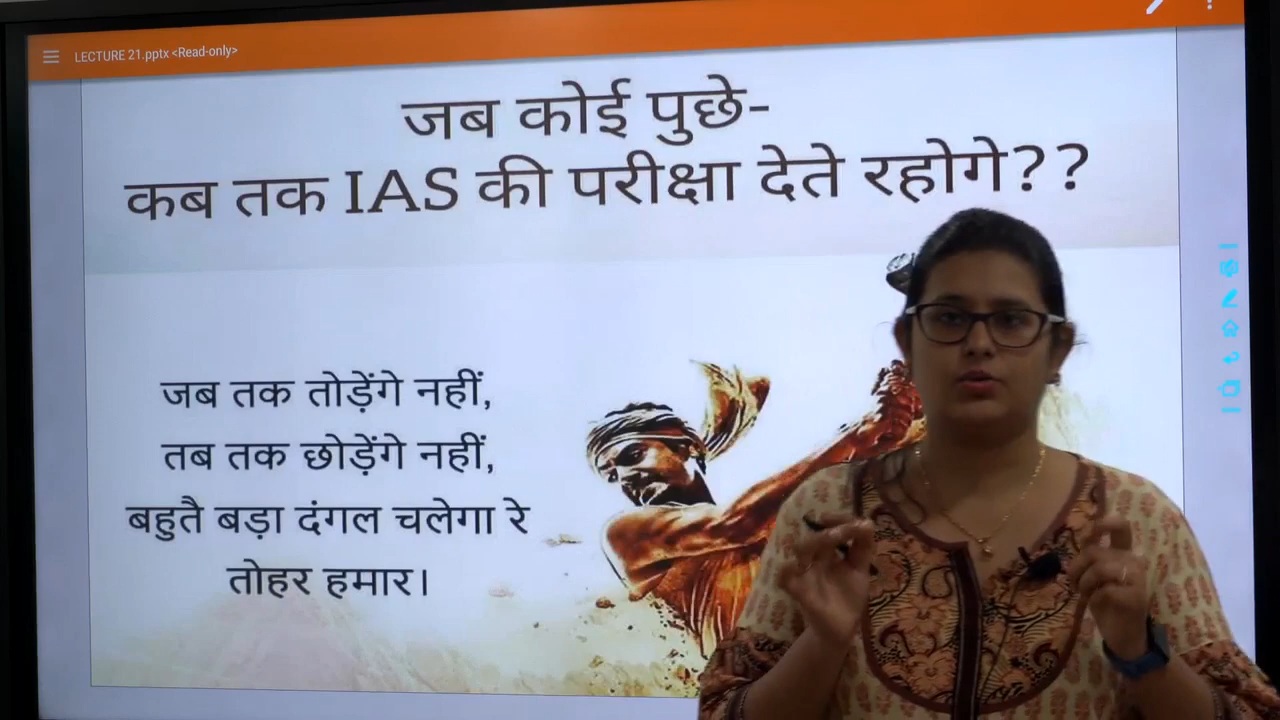 LECTURE 21.pptx <Read-only>
जब कोई पुछे-
कब तक IAS की परीक्षा देते रहोगे??
जब तक तोड़ेंगे नहीं,
तब तक छोड़ेंगे नहीं,
बहुतै बड़ा दंगल चलेगा रे
तोहर हमार।